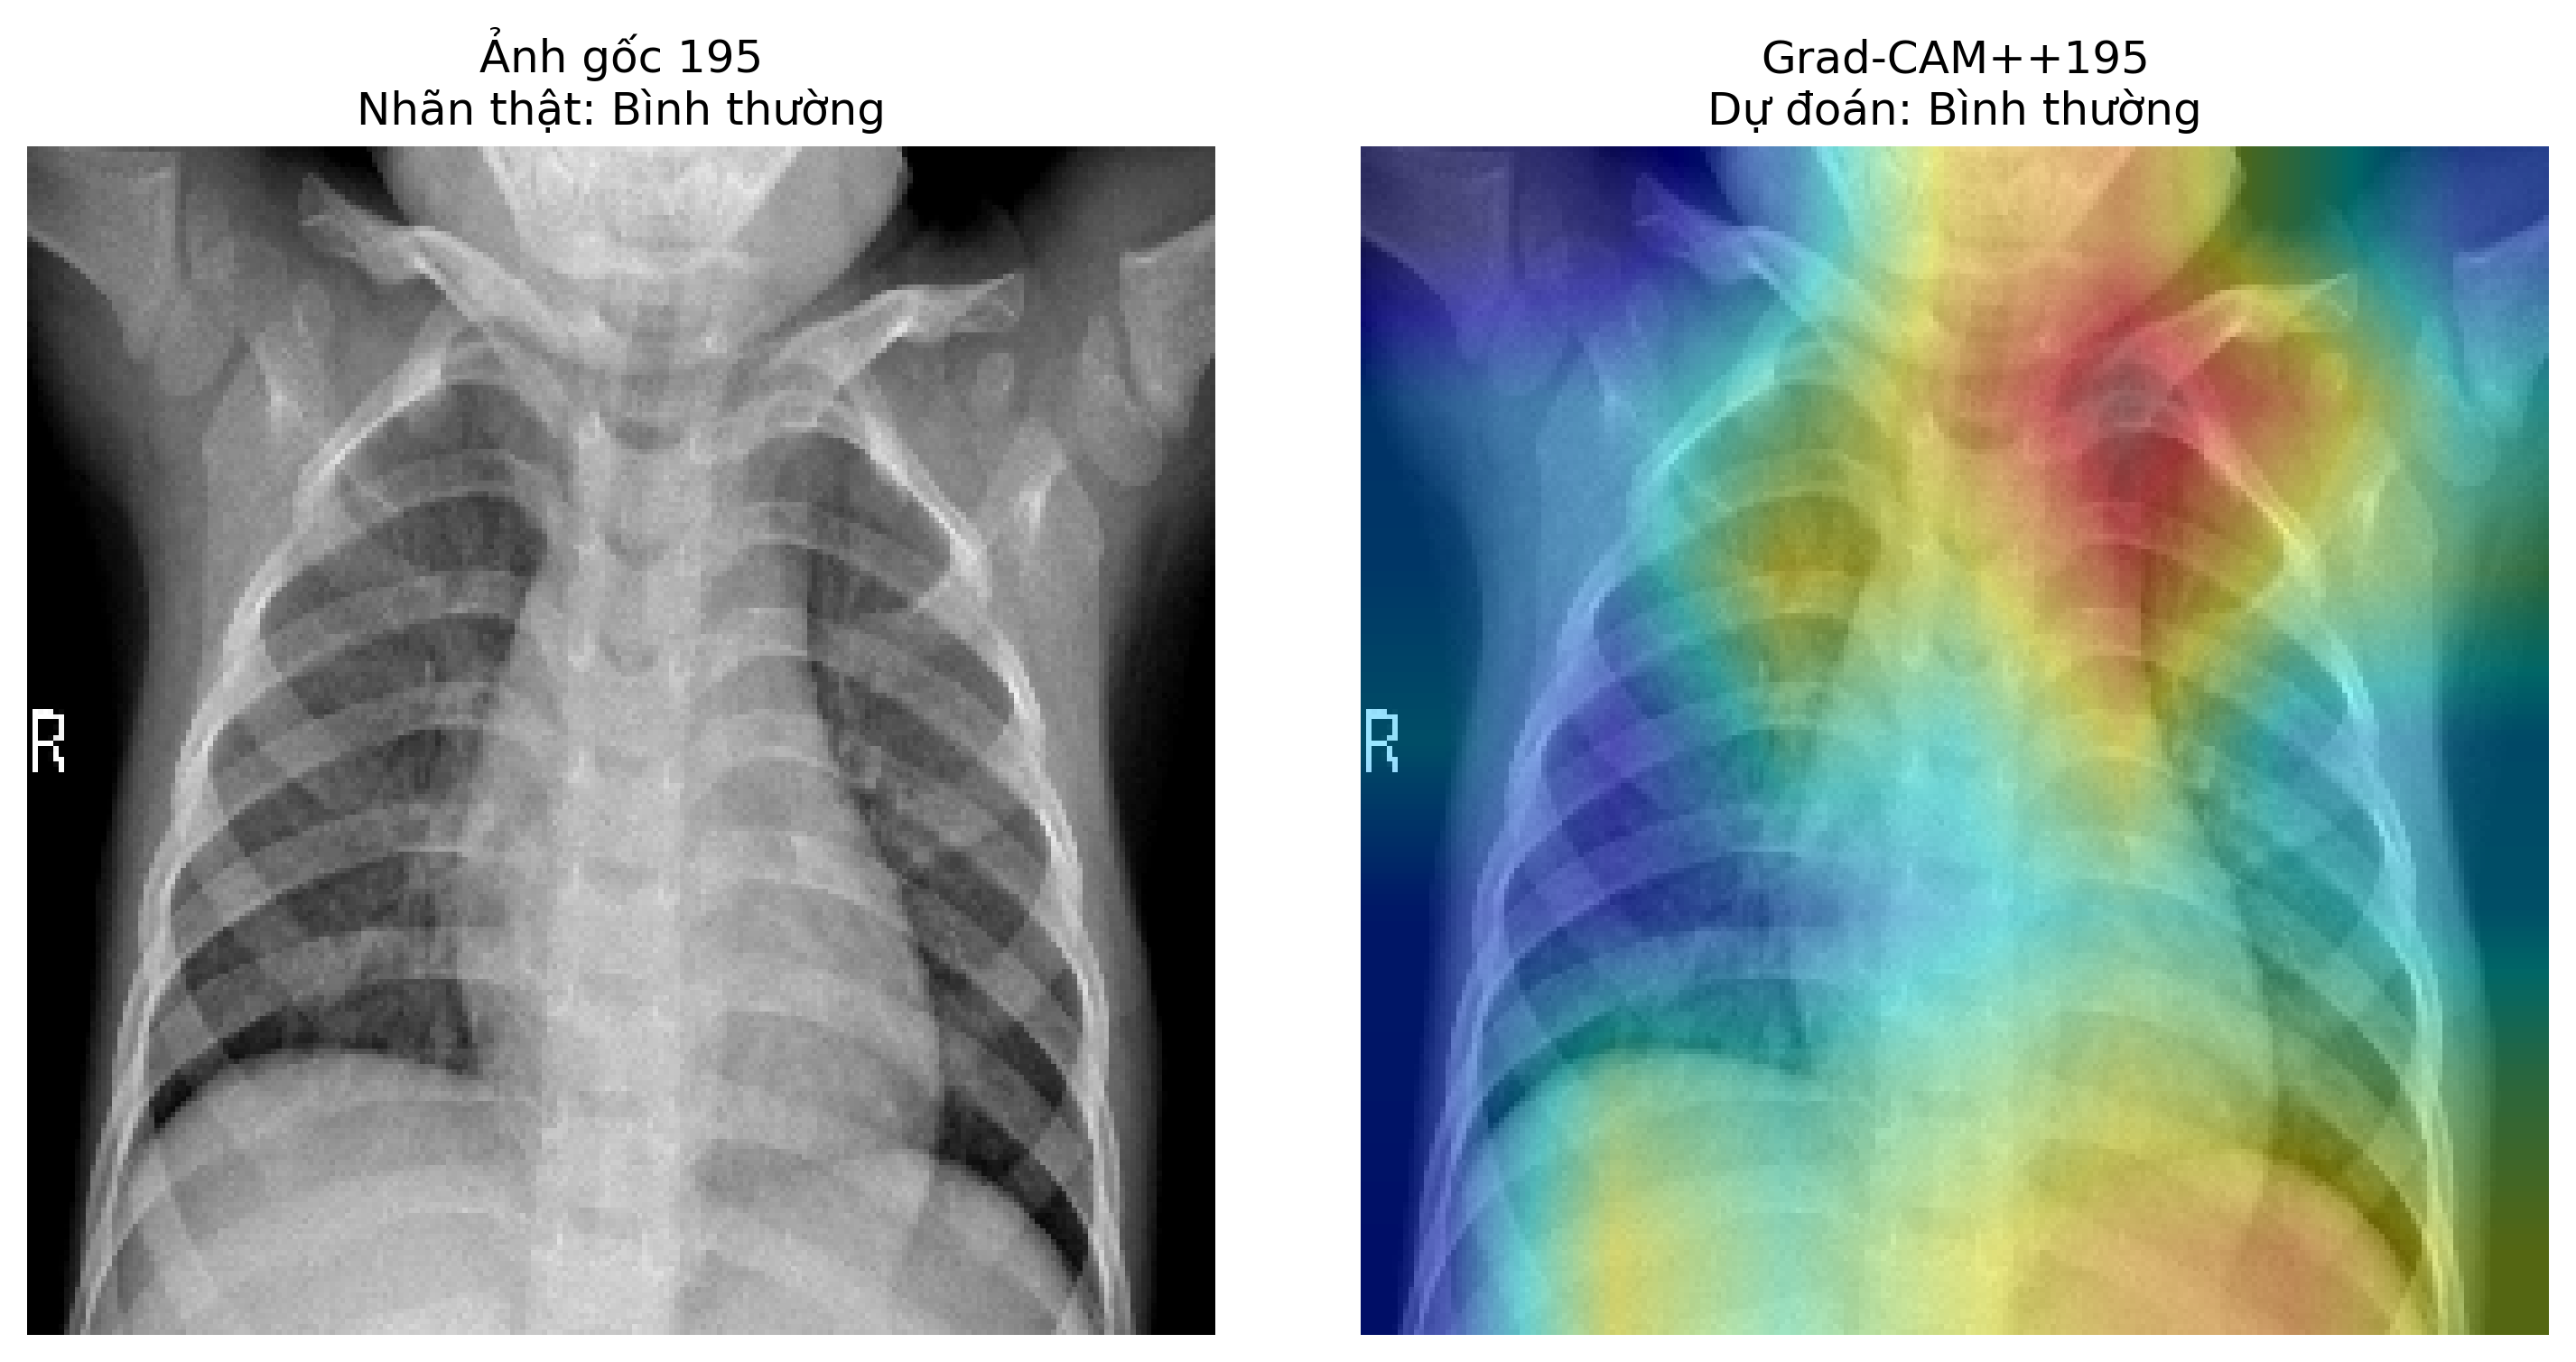 Ảnh gốc 195
Nhãn thật: Bình thường
Grad-CAM++195
Dự đoán: Bình thường
R
R